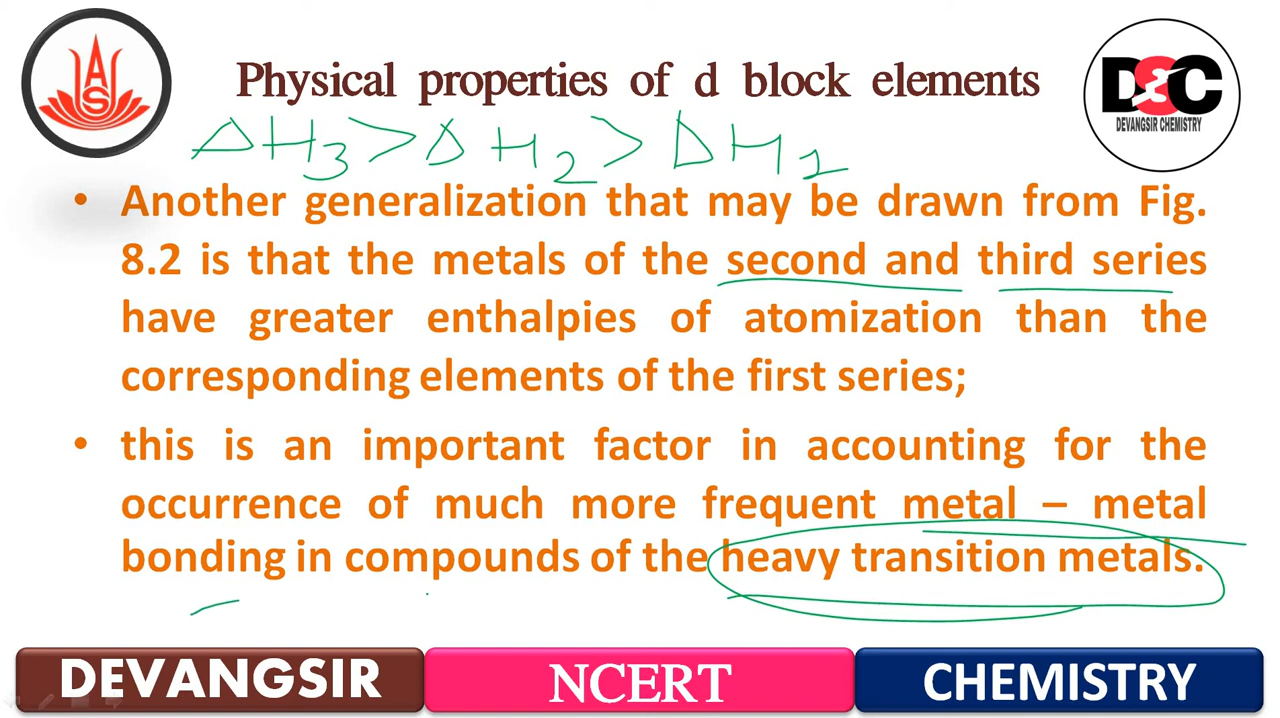 Physical properties of d block elements
DSC
DEVANGSIR CHEMISTRY
AS
ΔH3 > ΔH2 > ΔH1
• Another generalization that may be drawn from Fig.
8.2 is that the metals of the second and third series
have greater enthalpies of atomization than the
corresponding elements of the first series;
• this is an important factor in accounting for the
occurrence of much more frequent metal – metal
bonding in compounds of the heavy transition metals.
DEVANGSIR
NCERT
CHEMISTRY